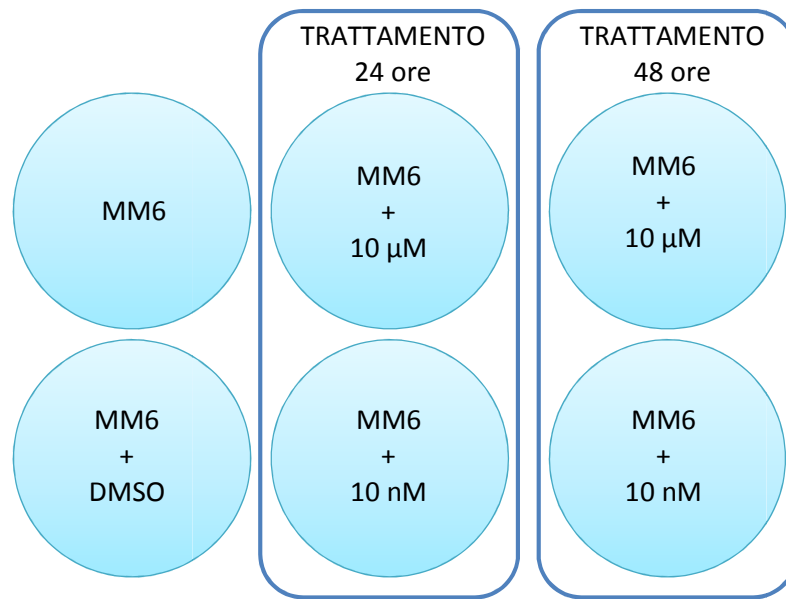 TRATTAMENTO
24 ore
TRATTAMENTO
48 ore
MM6
MM6
+
10 µM
MM6
+
10 µM
MM6
+
DMSO
MM6
+
10 nM
MM6
+
10 nM